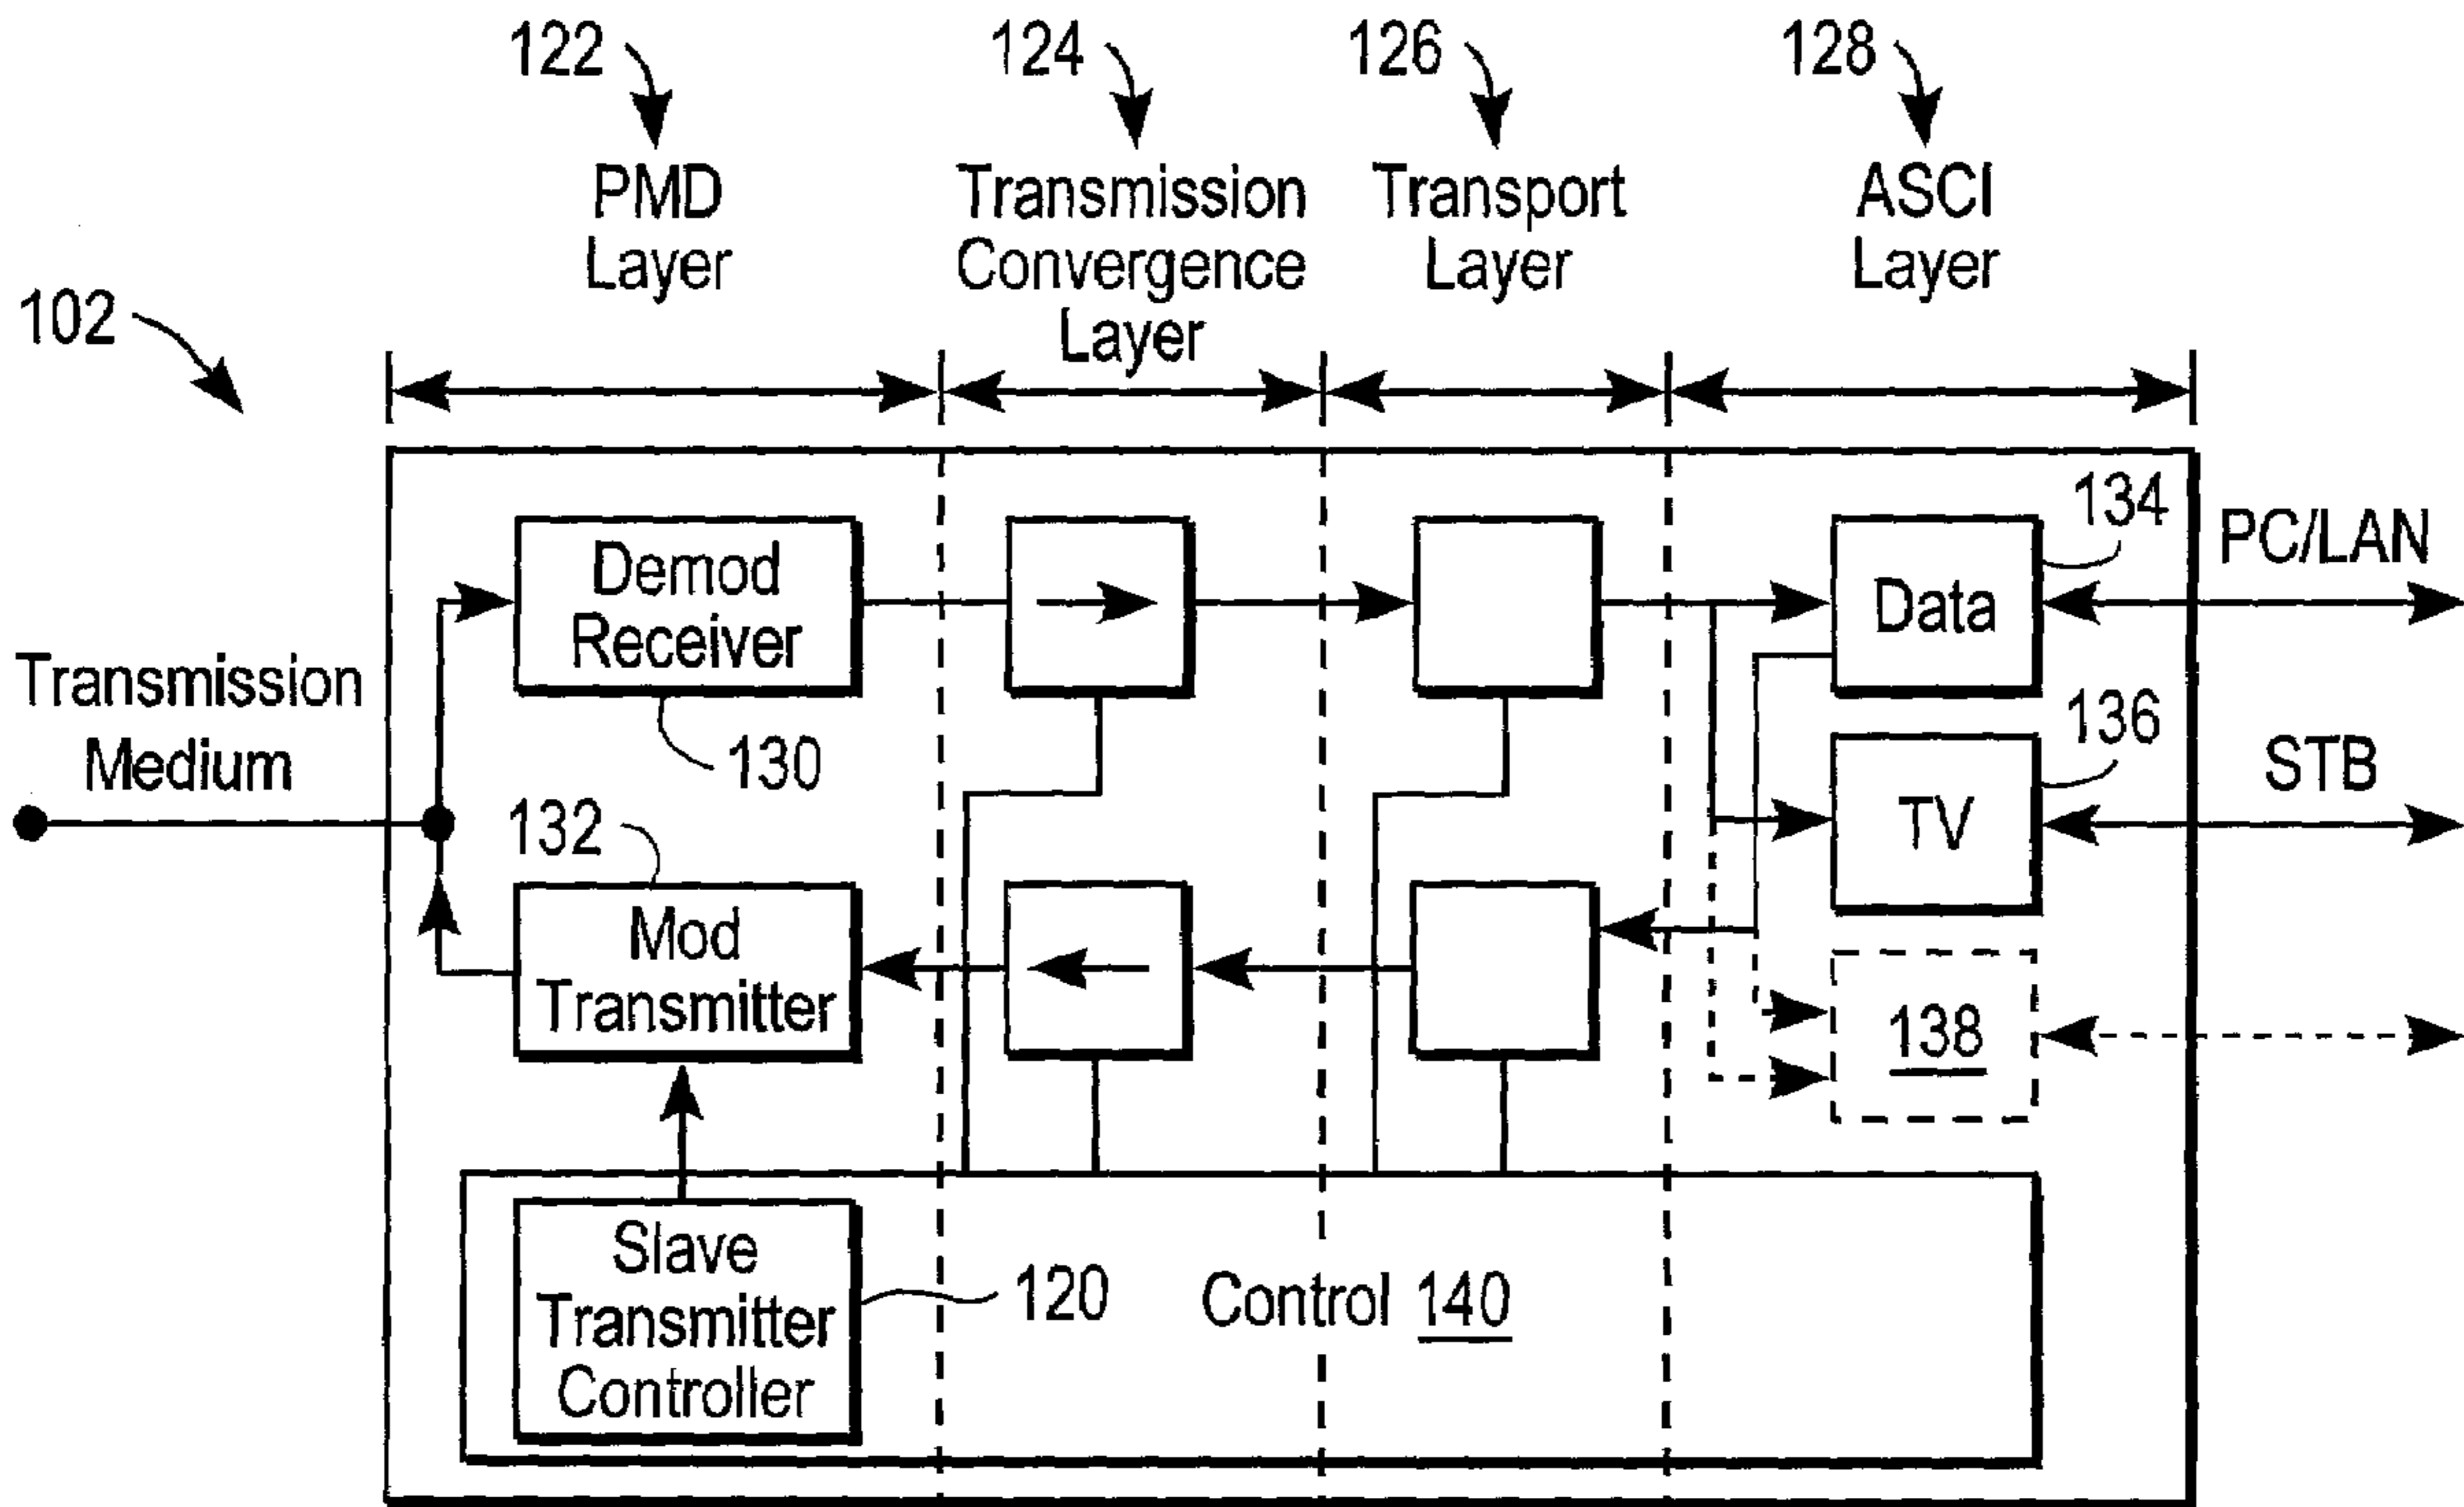 122
124
126
128
PMD
Layer
Transmission
Convergence
Layer
Transport
Layer
ASCI
Layer
102
Demod
Receiver
134
Data
PC/LAN
Transmission
Medium
130
136
TV
STB
132
Mod
Transmitter
138
Slave
Transmitter
Controller
120
Control 140